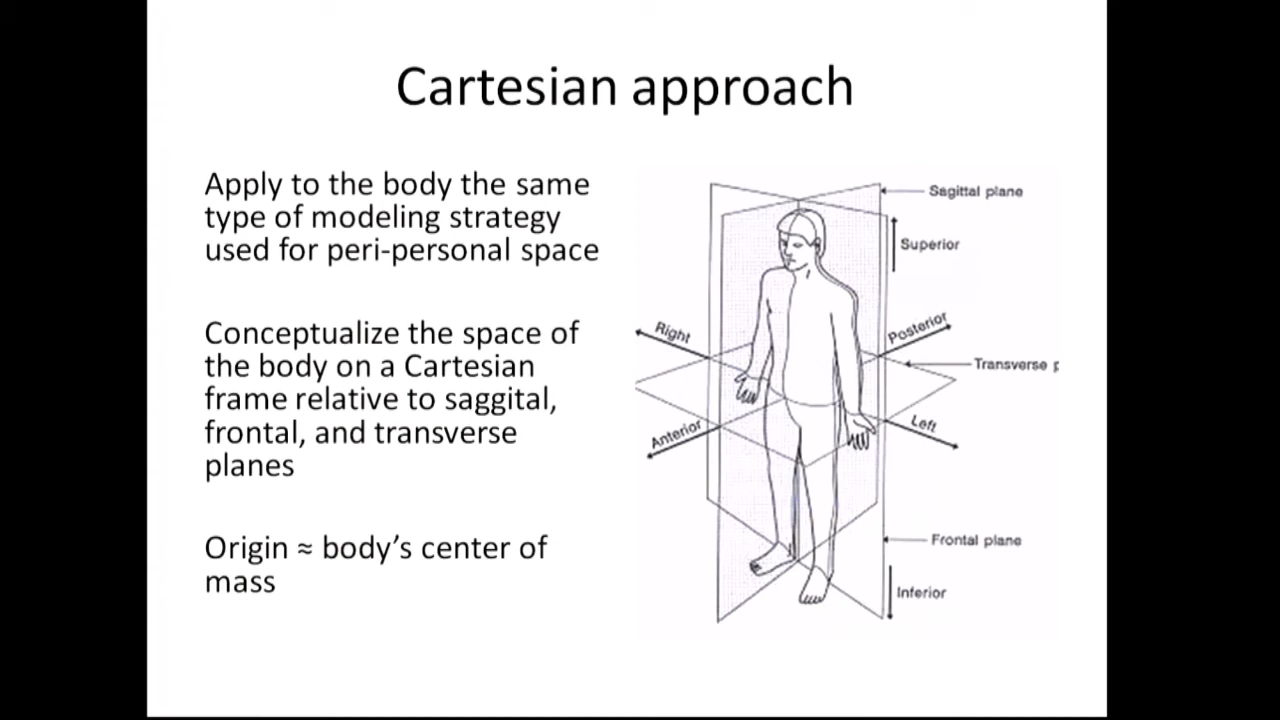 Cartesian approach
Apply to the body the same
type of modeling strategy
used for peri-personal space
Conceptualize the space of
the body on a Cartesian
frame relative to saggital,
frontal, and transverse
planes
Origin ≈ body’s center of
mass
Sagittal plane
Superior
Right
Posterior
Transverse p
Anterior
Left
Frontal plane
Inferior